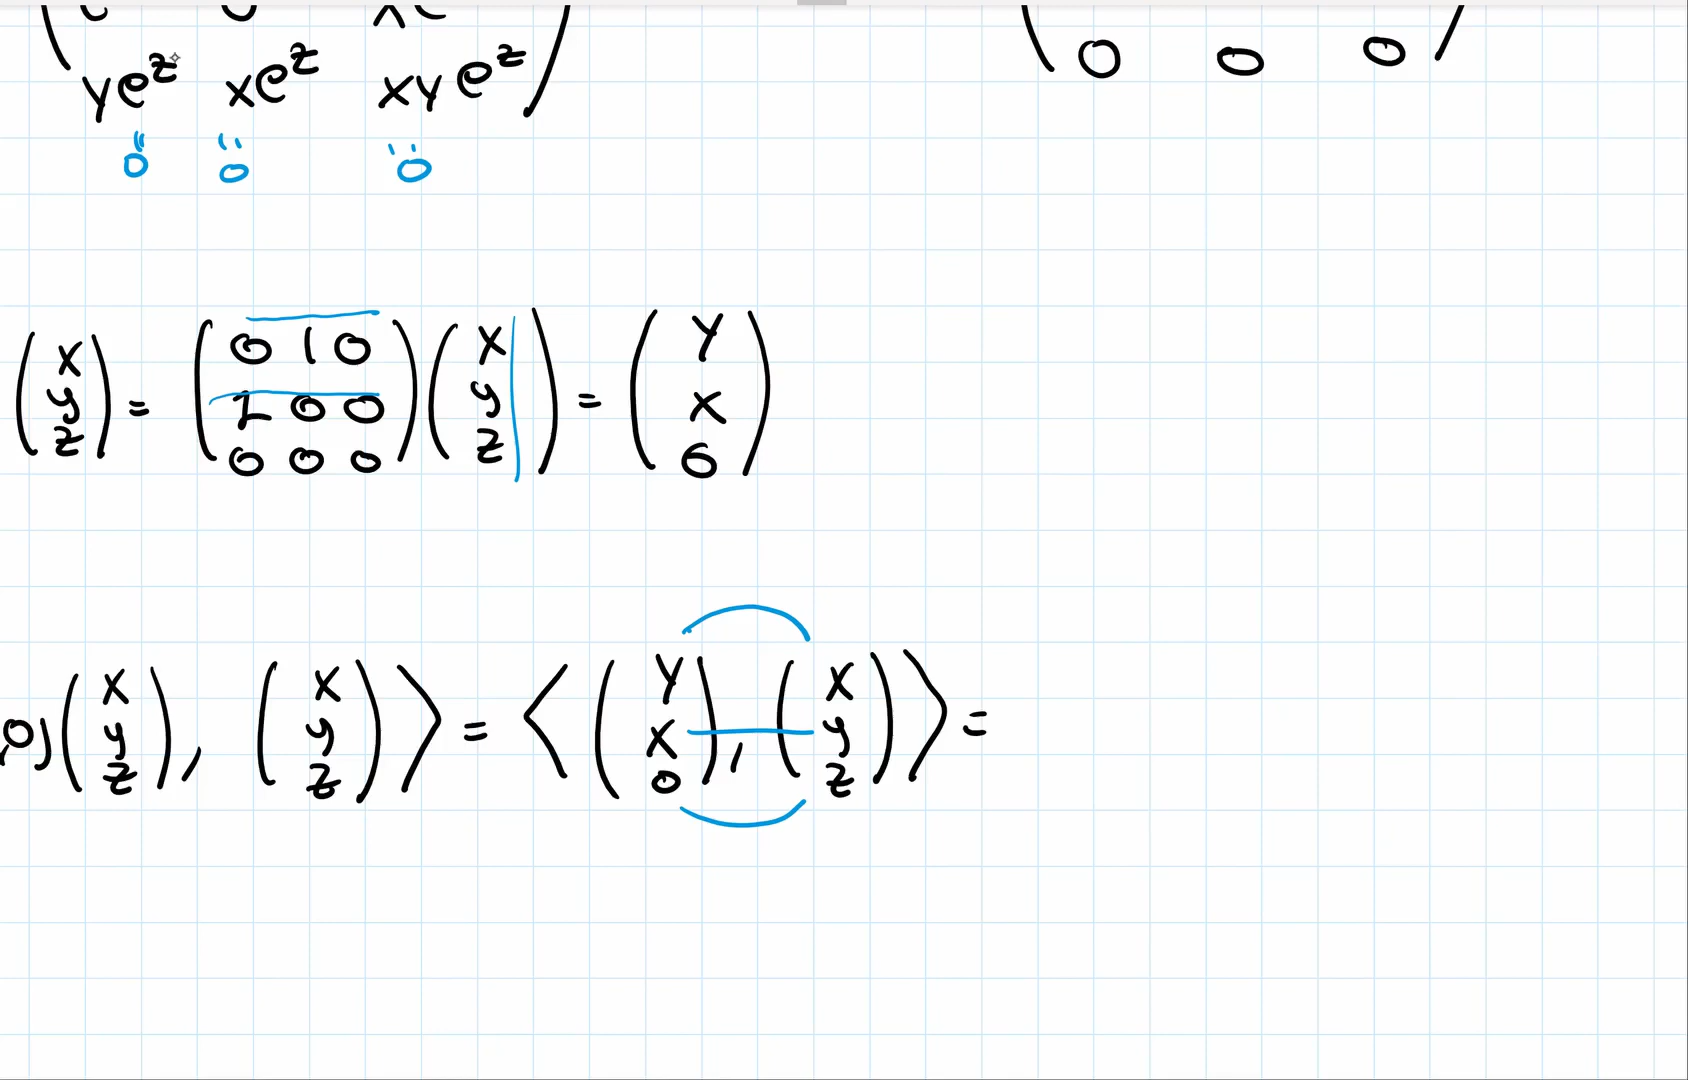 0 0 0
ye^z xe^z xye^z
0 0 0
(x y z) = (0 1 0 1 0 0 0 0 0) (x y z) = (y x 6)
,0) (x y z), (x y z)⟩ = ⟨(y x 0), (x y z)⟩ =